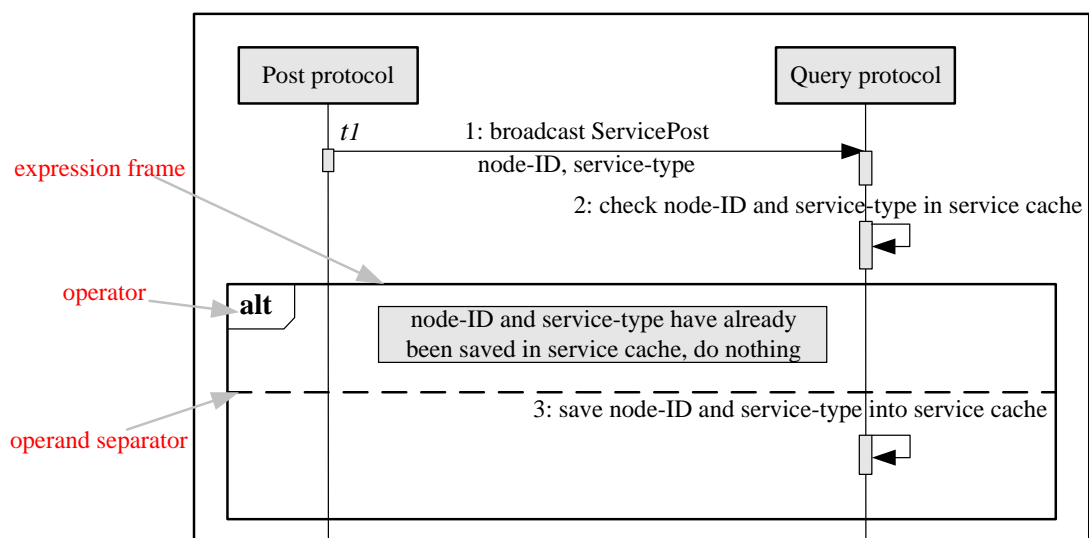 Post protocol
Query protocol
t1
1: broadcast ServicePost
node-ID, service-type
expression frame
2: check node-ID and service-type in service cache
operator
alt
node-ID and service-type have already
been saved in service cache, do nothing
3: save node-ID and service-type into service cache
operand separator